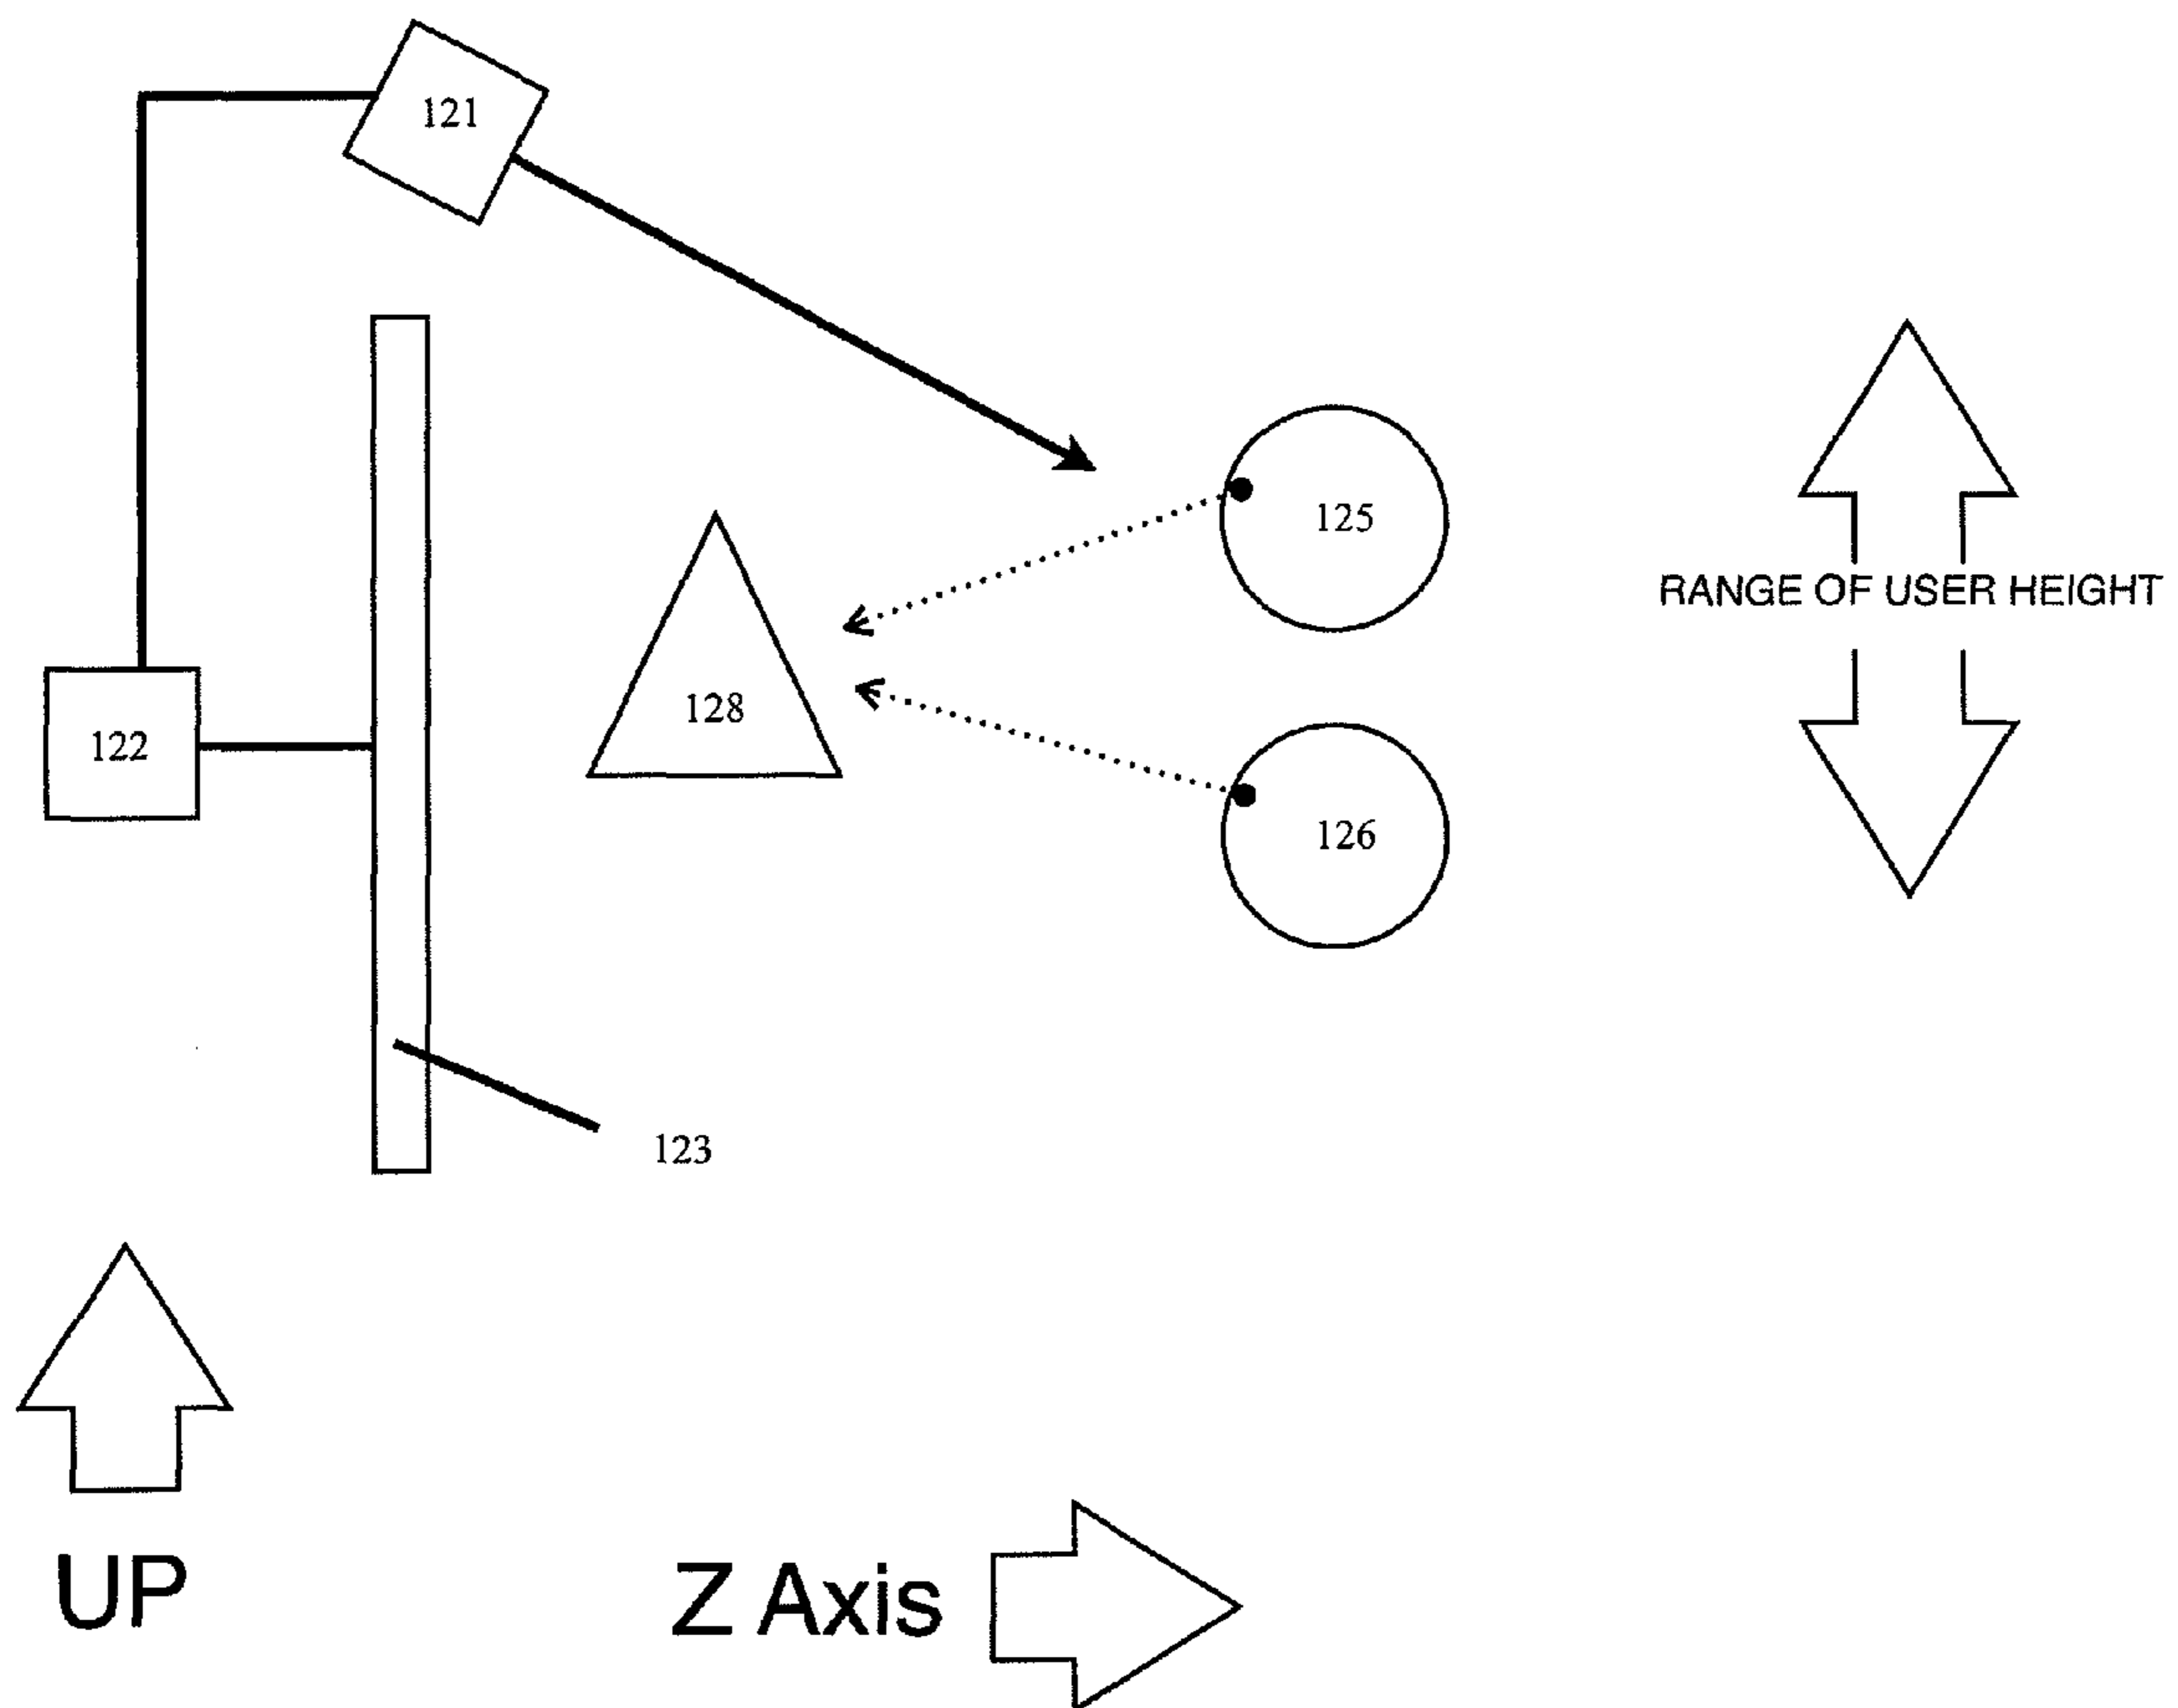 121
125
RANGE OF USER HEIGHT
128
122
126
123
UP
Z Axis